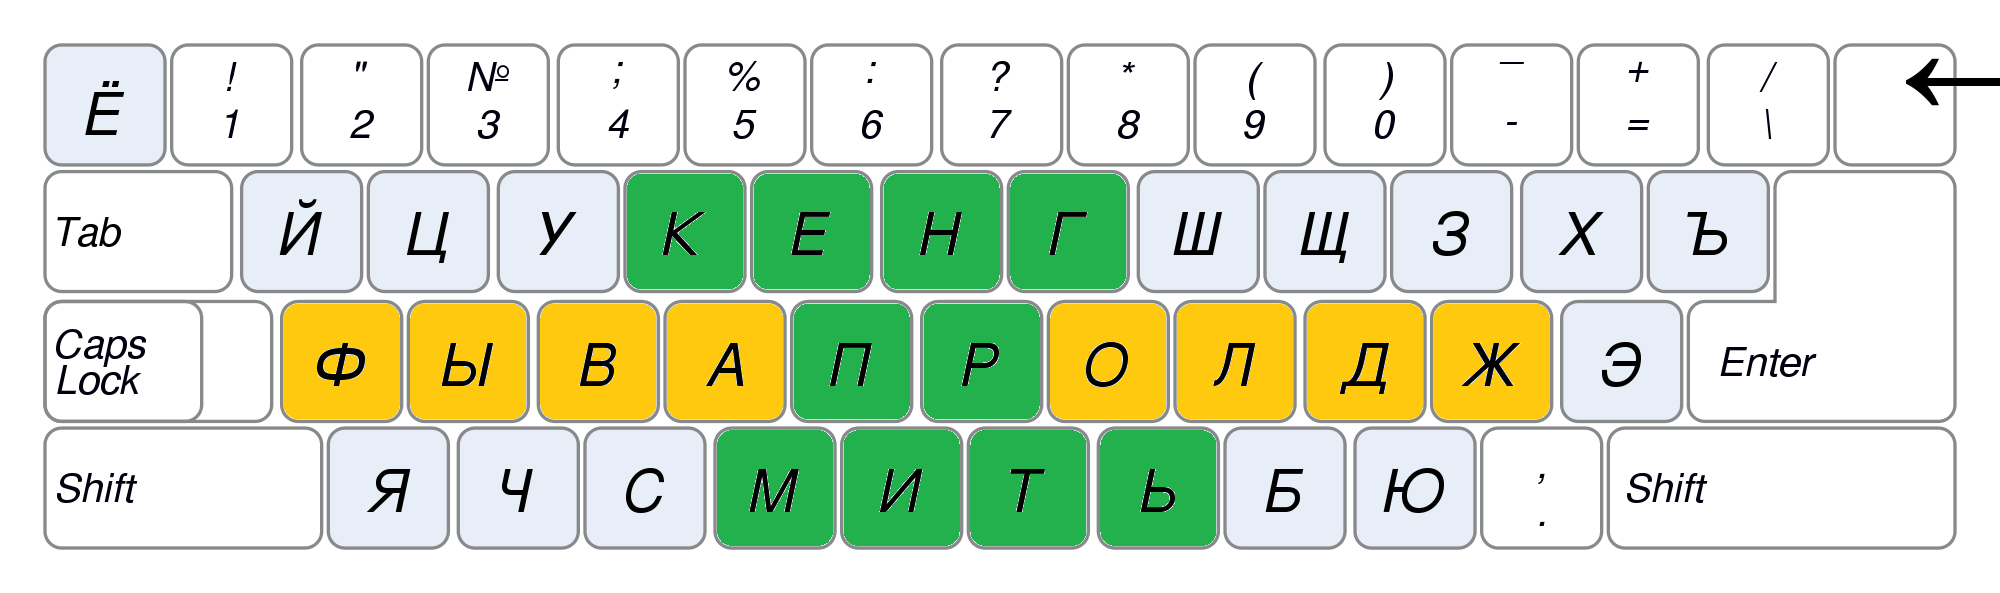 Ё ! 1 " 2 № 3 ; 4 % 5 : 6 ? 7 * 8 ( 9 ) 0 _ - + = / \
Tab Й Ц У К Е Н Г Ш Щ З Х Ъ
Caps Lock Ф Ы В А П Р О Л Д Ж Э Enter
Shift Я Ч С М И Т Ь Б Ю , . Shift